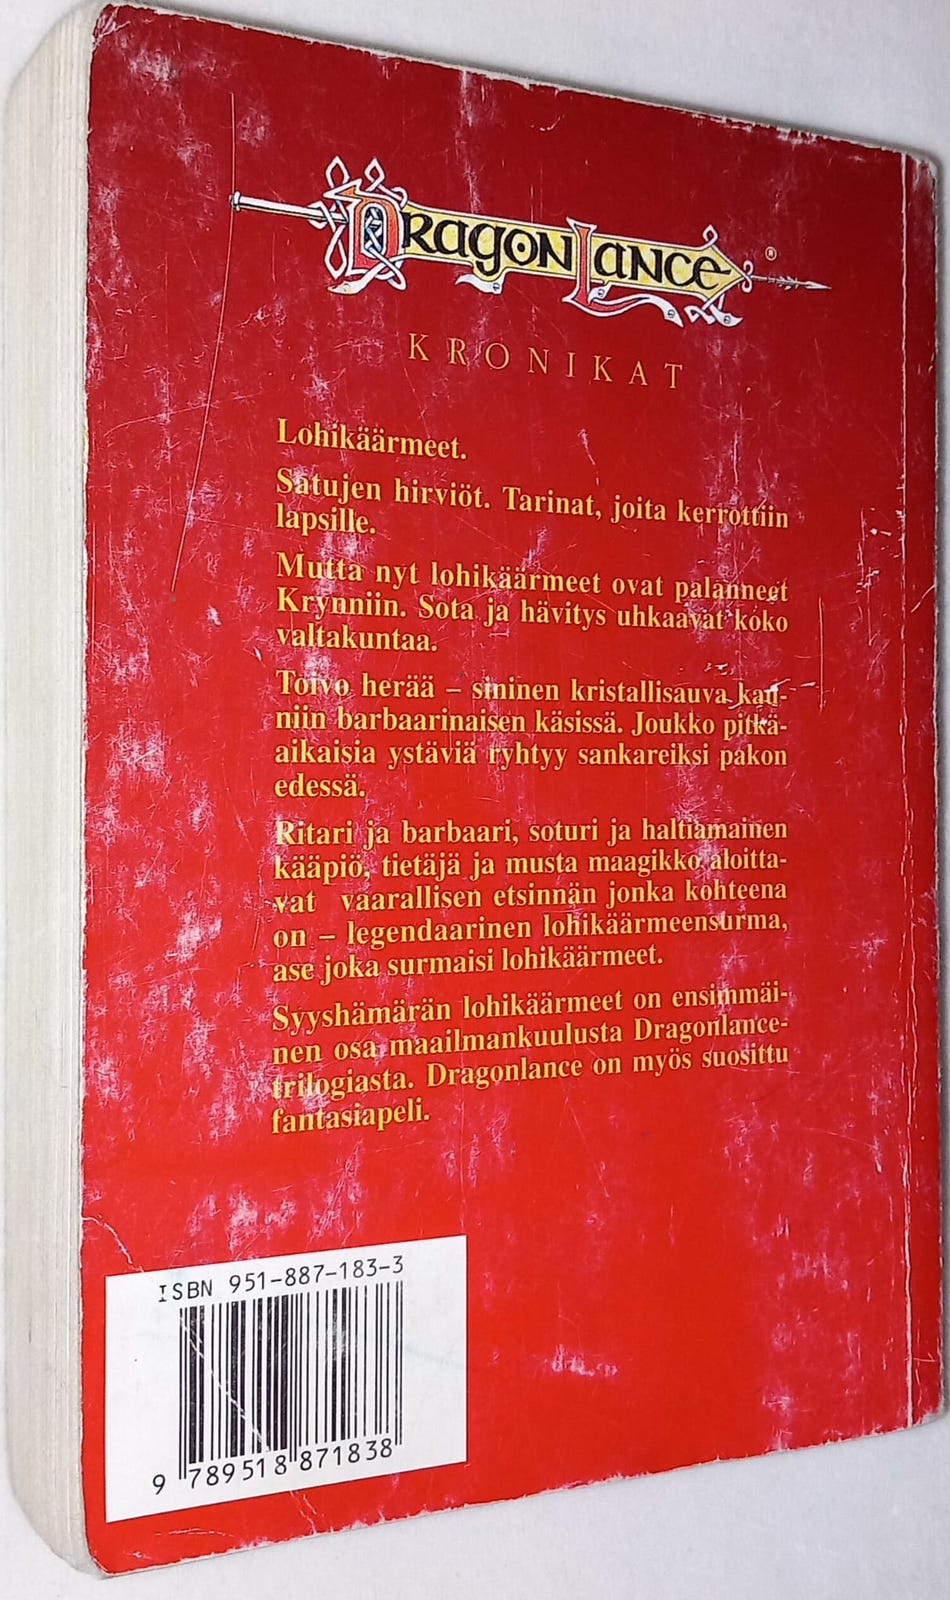 DRAGONLANCE ®
KRONIKAT
Lohikäärmeet.
Satujen hirviöt. Tarinat, joita kerrottiin
lapsille.
Mutta nyt lohikäärmeet ovat palanneet
Krynniin. Sota ja hävitys uhkaavat koko
valtakuntaa.
Toivo herää – sininen kristallisauva kau-
niin barbaarinaisen käsissä. Joukko pitkä-
aikaisia ystäviä ryhtyy sankareiksi pakon
edessä.
Ritari ja barbaari, soturi ja haltiamainen
kääpiö, tietäjä ja musta maagikko aloitta-
vat vaarallisen etsinnän jonka kohteena
on – legendaarinen lohikäärmeensurma,
ase joka surmaisi lohikäärmeet.
Syyshämärän lohikäärmeet on ensimmäi-
nen osa maailmankuulusta Dragonlance-
trilogiasta. Dragonlance on myös suosittu
fantasiapeli.
ISBN 951-887-183-3
9 789518 871838